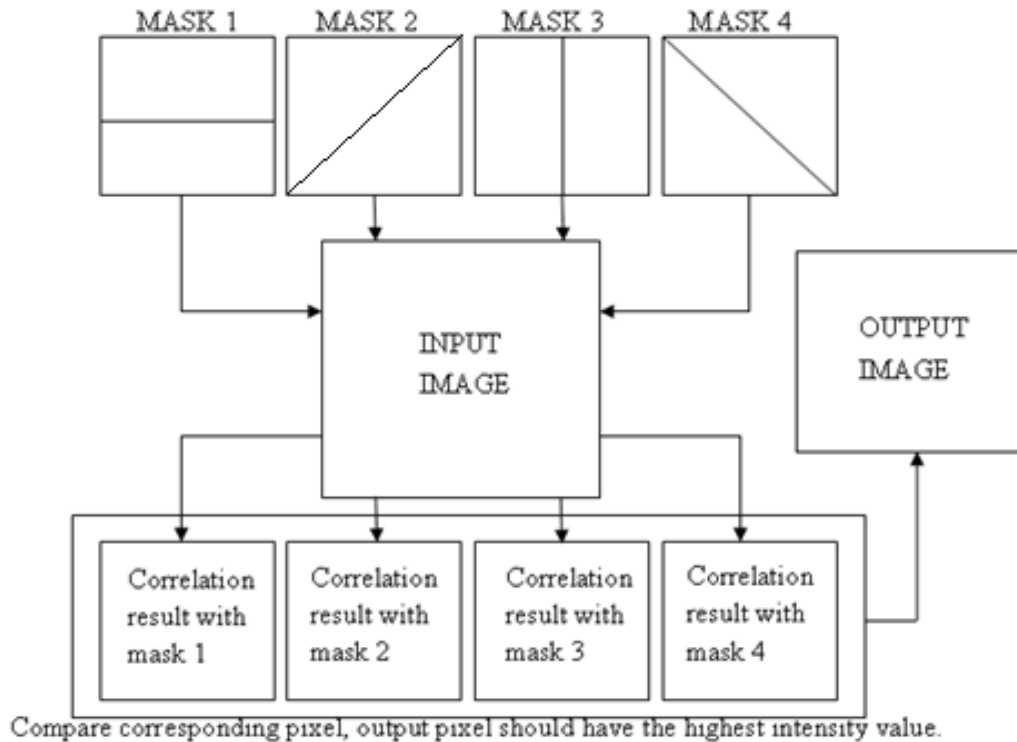 MASK 1
MASK 2
MASK 3
MASK 4
INPUT
IMAGE
OUTPUT
IMAGE
Correlation
result with
mask 1
Correlation
result with
mask 2
Correlation
result with
mask 3
Correlation
result with
mask 4
Compare corresponding pixel, output pixel should have the highest intensity value.